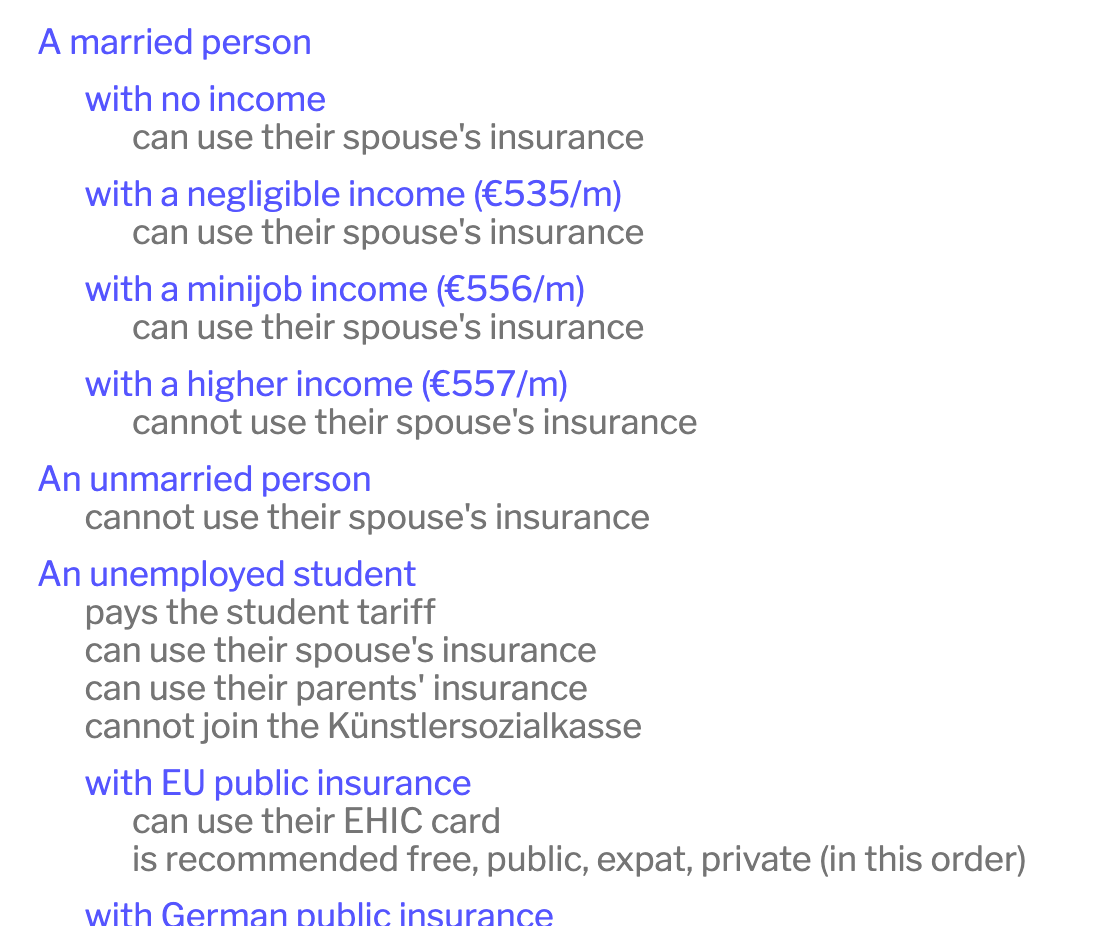 A married person
with no income
can use their spouse's insurance
with a negligible income (€535/m)
can use their spouse's insurance
with a minijob income (€556/m)
can use their spouse's insurance
with a higher income (€557/m)
cannot use their spouse's insurance
An unmarried person
cannot use their spouse's insurance
An unemployed student
pays the student tariff
can use their spouse's insurance
can use their parents' insurance
cannot join the Künstlersozialkasse
with EU public insurance
can use their EHIC card
is recommended free, public, expat, private (in this order)
with German public insurance